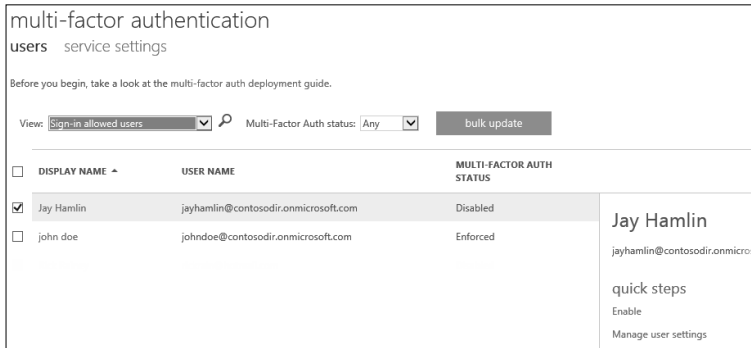 multi-factor authentication
users service settings
Before you begin, take a look at the multi-factor auth deployment guide.
View: Sign-in allowed users Multi-Factor Auth status: Any bulk update
DISPLAY NAME USER NAME MULTI-FACTOR AUTH STATUS
Jay Hamlin jayhamlin@contosodir.onmicrosoft.com Disabled
john doe johndoe@contosodir.onmicrosoft.com Enforced
Jay Hamlin
jayhamlin@contosodir.onmicros
quick steps
Enable
Manage user settings